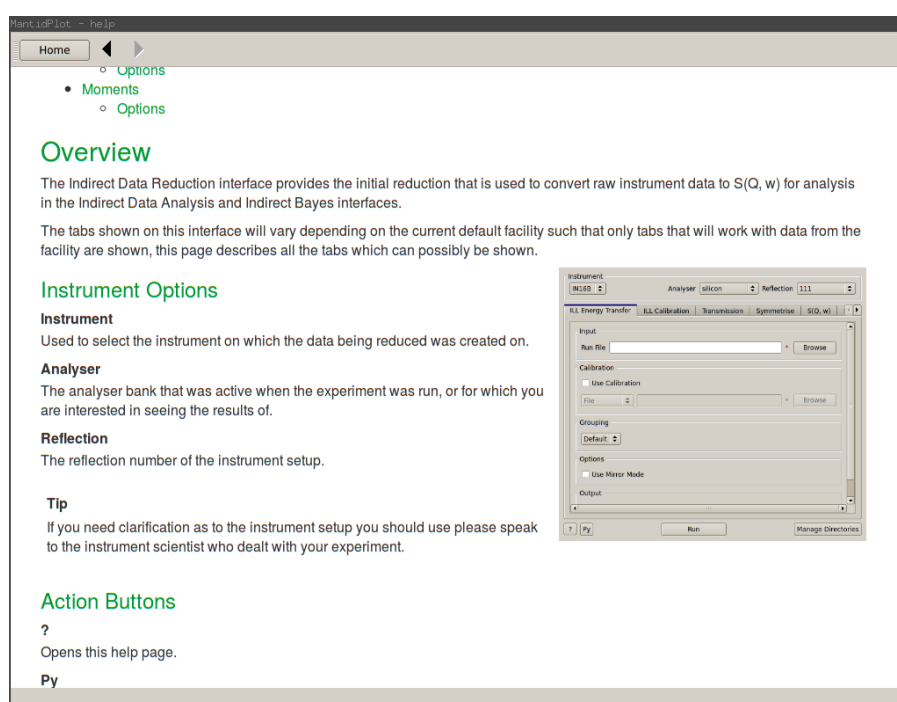 MantidPlot - help
Home
Options
Moments
Options
Overview
The Indirect Data Reduction interface provides the initial reduction that is used to convert raw instrument data to S(Q, w) for analysis
in the Indirect Data Analysis and Indirect Bayes interfaces.
The tabs shown on this interface will vary depending on the current default facility such that only tabs that will work with data from the
facility are shown, this page describes all the tabs which can possibly be shown.
Instrument Options
Instrument
Used to select the instrument on which the data being reduced was created on.
Analyser
The analyser bank that was active when the experiment was run, or for which you
are interested in seeing the results of.
Reflection
The reflection number of the instrument setup.
Tip
If you need clarification as to the instrument setup you should use please speak
to the instrument scientist who dealt with your experiment.
Instrument
IN16B Analyser silicon Reflection 111
ILL Energy Transfer ILL Calibration Transmission Symmetrise S(Q, w)
Input
Run File * Browse
Calibration
Use Calibration
File * Browse
Grouping
Default
Options
Use Mirror Mode
Output
? Py Run Manage Directories
Action Buttons
?
Opens this help page.
Py